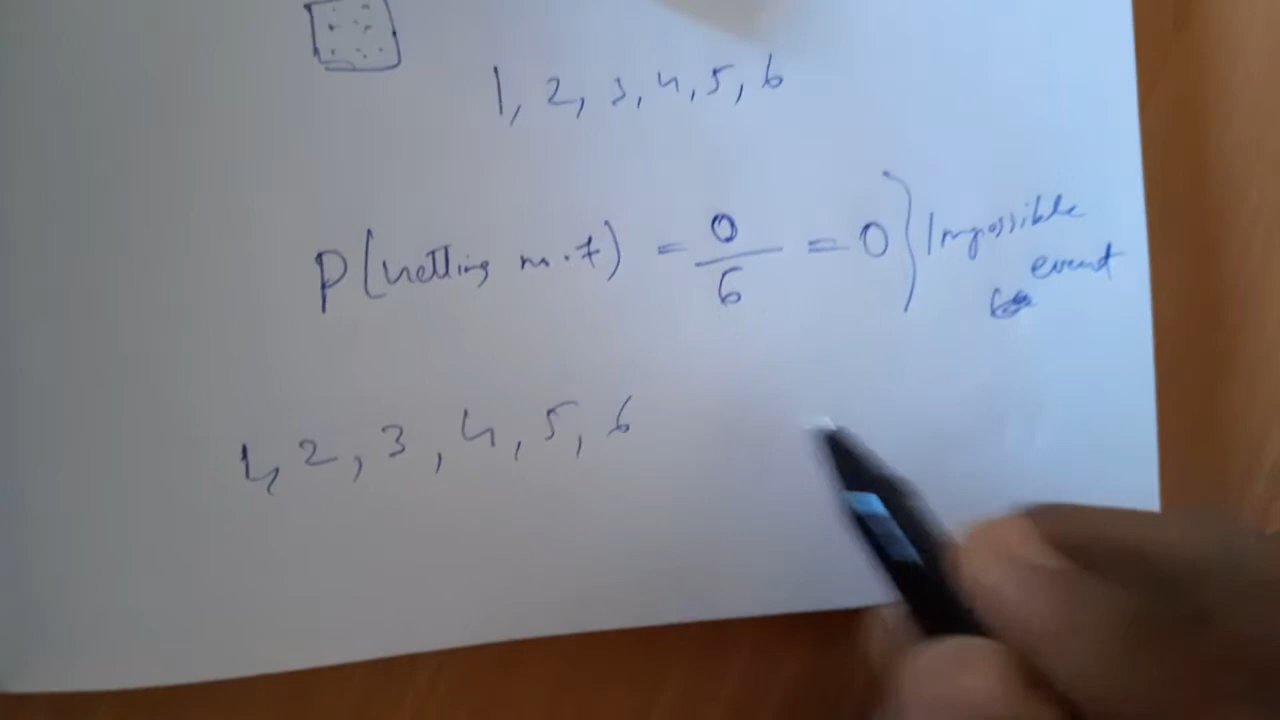 1, 2, 3, 4, 5, 6
P(getting no. 7) = 0/6 = 0 } Impossible event
1, 2, 3, 4, 5, 6